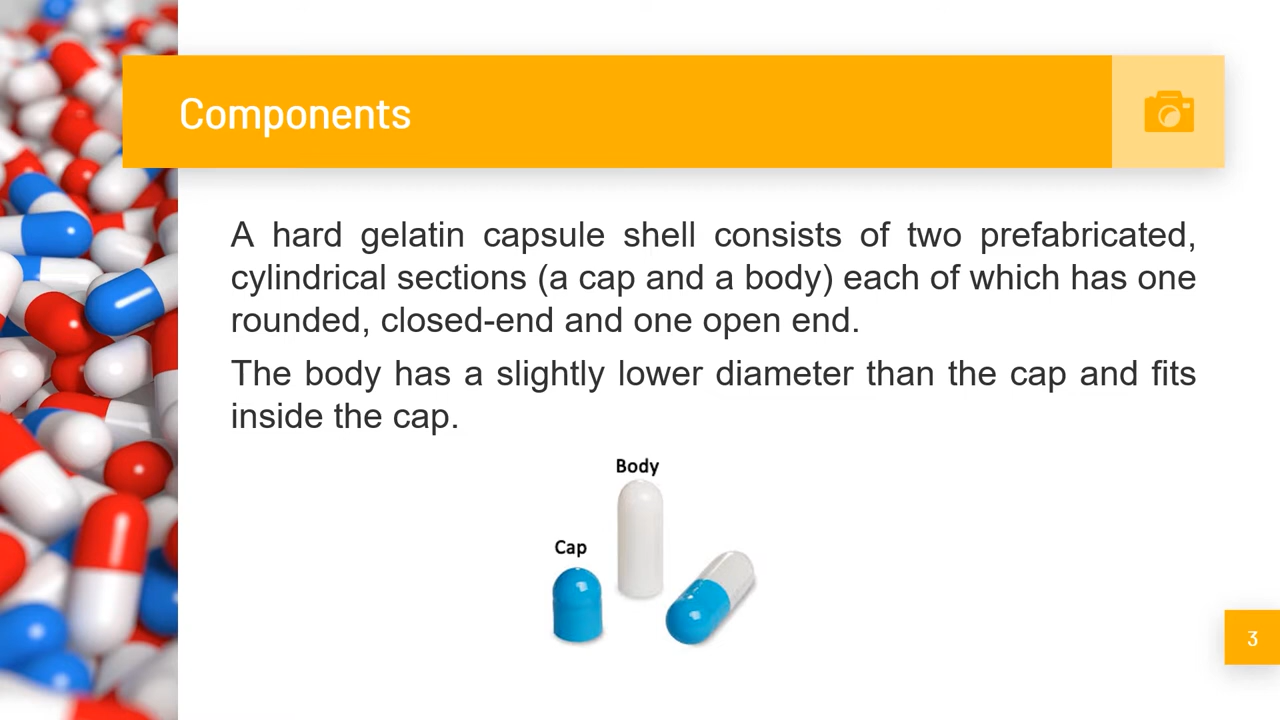 Components
A hard gelatin capsule shell consists of two prefabricated,
cylindrical sections (a cap and a body) each of which has one
rounded, closed-end and one open end.
The body has a slightly lower diameter than the cap and fits
inside the cap.
Body
Cap
3